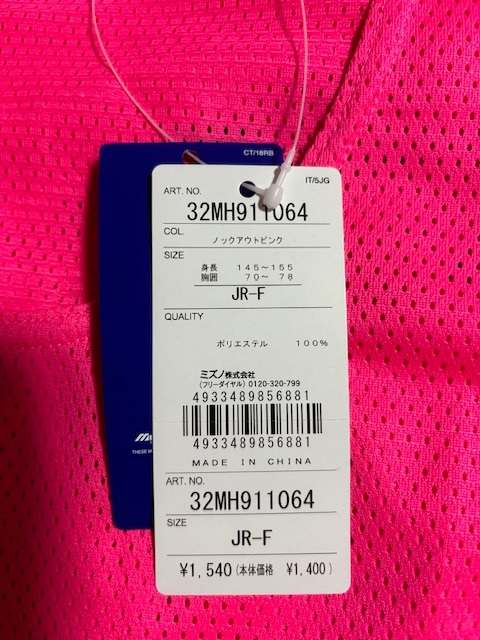 CT/18RB
IT/5JG
ART. NO.
32MH911064
COL.
ノックアウトピンク
SIZE
身長 145〜155
胸囲 70〜 78
JR-F
QUALITY
ポリエステル 100%
ミズノ株式会社
(フリーダイヤル) 0120-320-799
4933489856881
4933489856881
MADE IN CHINA
ART. NO.
32MH911064
SIZE
JR-F
¥1,540(本体価格 ¥1,400)
THESE